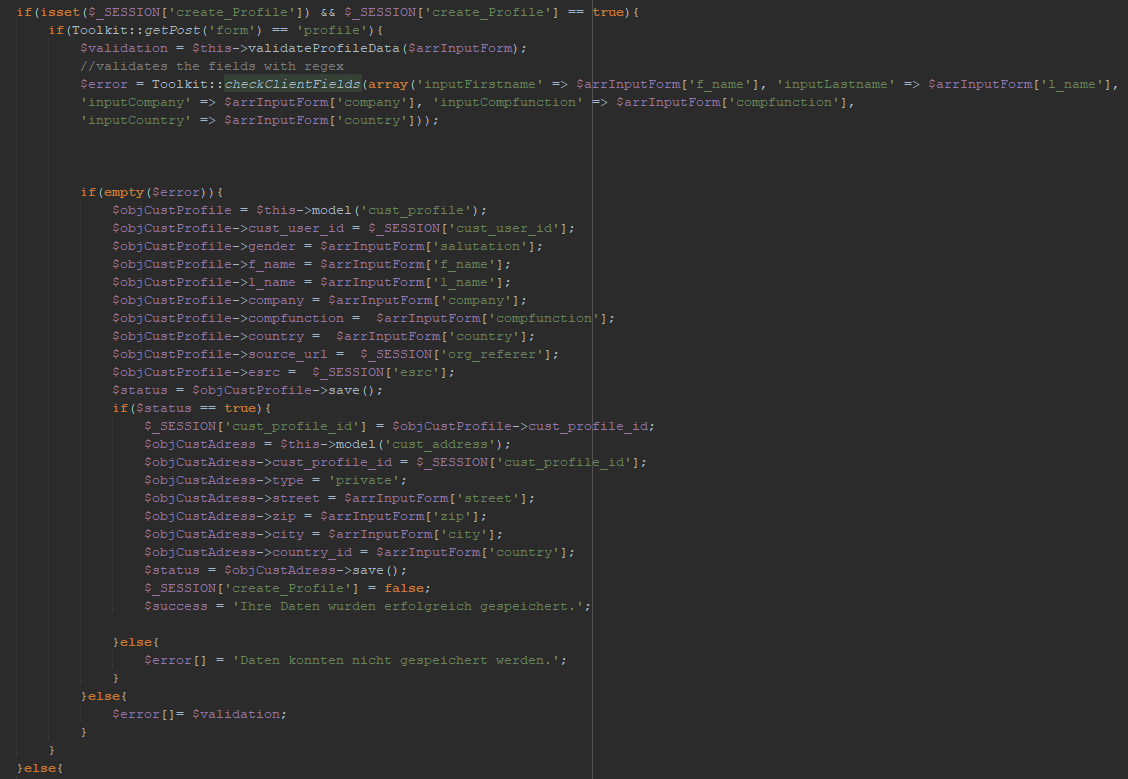 if(isset($_SESSION['create_Profile']) && $_SESSION['create_Profile'] == true){
if(Toolkit::getPost('form') == 'profile'){
$validation = $this->validateProfileData($arrInputForm);
//validates the fields with regex
$error = Toolkit::checkClientFields(array('inputFirstname' => $arrInputForm['f_name'], 'inputLastname' => $arrInputForm['l_name'],
'inputCompany' => $arrInputForm['company'], 'inputCompfunction' => $arrInputForm['compfunction'],
'inputCountry' => $arrInputForm['country']));
if(empty($error)){
$objCustProfile = $this->model('cust_profile');
$objCustProfile->cust_user_id = $_SESSION['cust_user_id'];
$objCustProfile->gender = $arrInputForm['salutation'];
$objCustProfile->f_name = $arrInputForm['f_name'];
$objCustProfile->l_name = $arrInputForm['l_name'];
$objCustProfile->company = $arrInputForm['company'];
$objCustProfile->compfunction =  $arrInputForm['compfunction'];
$objCustProfile->country =  $arrInputForm['country'];
$objCustProfile->source_url =  $_SESSION['org_referer'];
$objCustProfile->esrc =  $_SESSION['esrc'];
$status = $objCustProfile->save();
if($status == true){
$_SESSION['cust_profile_id'] = $objCustProfile->cust_profile_id;
$objCustAdress = $this->model('cust_address');
$objCustAdress->cust_profile_id = $_SESSION['cust_profile_id'];
$objCustAdress->type = 'private';
$objCustAdress->street = $arrInputForm['street'];
$objCustAdress->zip = $arrInputForm['zip'];
$objCustAdress->city = $arrInputForm['city'];
$objCustAdress->country_id = $arrInputForm['country'];
$status = $objCustAdress->save();
$_SESSION['create_Profile'] = false;
$success = 'Ihre Daten wurden erfolgreich gespeichert.';
}else{
$error[] = 'Daten konnten nicht gespeichert werden.';
}
}else{
$error[]= $validation;
}
}
}else{